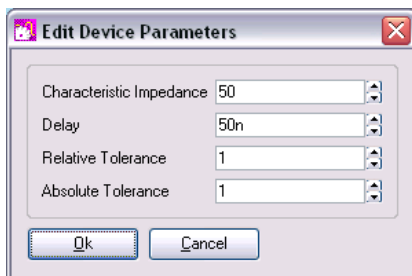 Edit Device Parameters
Characteristic Impedance 50
Delay 50n
Relative Tolerance 1
Absolute Tolerance 1
Ok Cancel